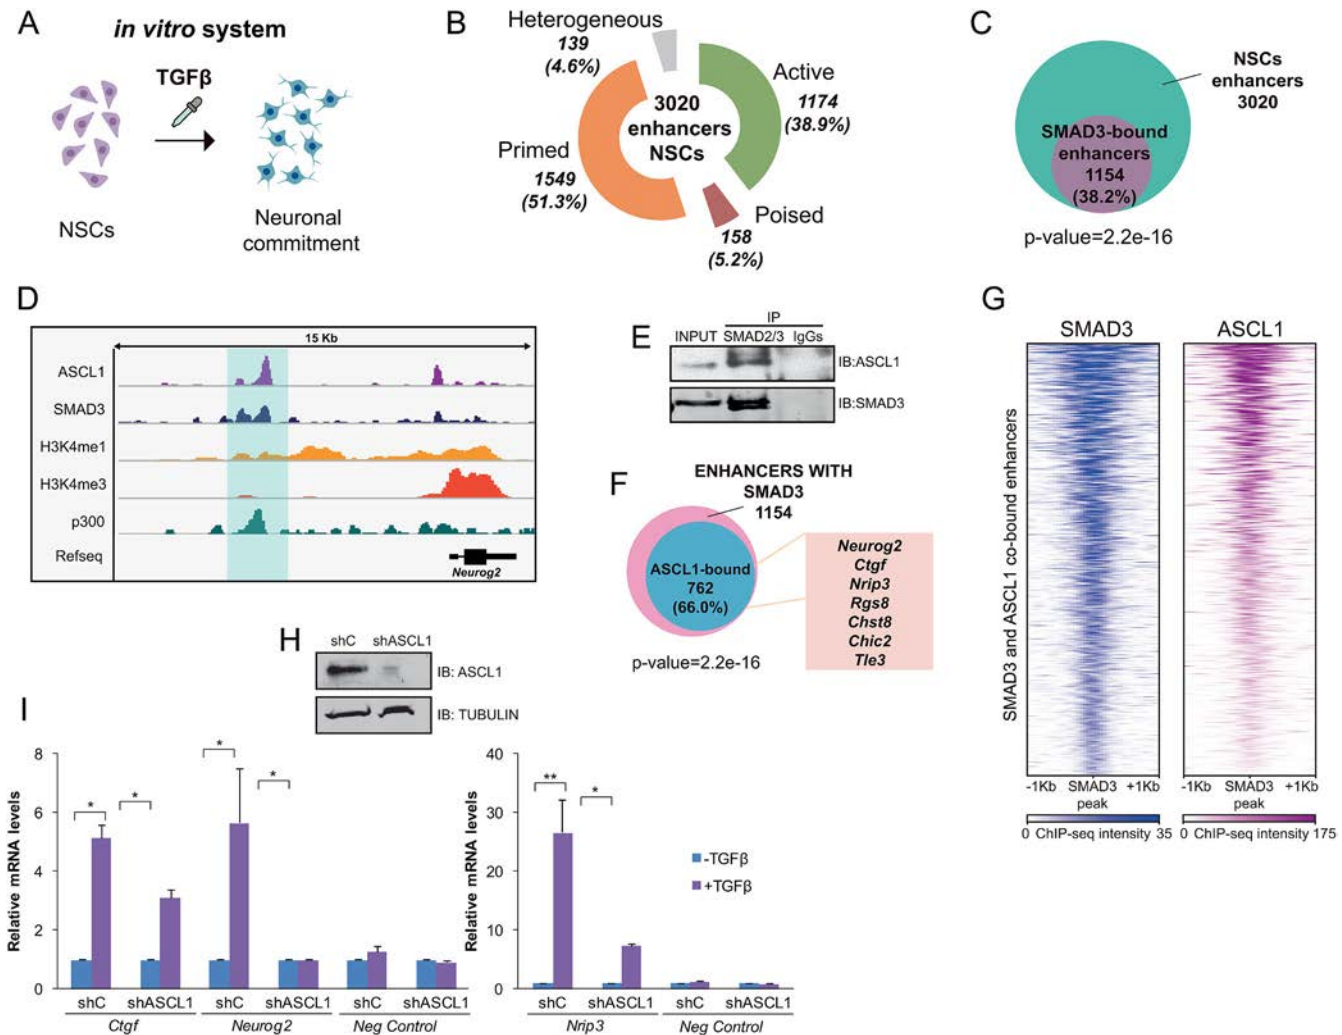 A
in vitro system
TGFβ
NSCs
Neuronal
commitment
B
Heterogeneous
139
(4.6%)
Active
1174
(38.9%)
3020
enhancers
NSCs
Primed
1549
(51.3%)
Poised
158
(5.2%)
C
NSCs
enhancers
3020
SMAD3-bound
enhancers
1154
(38.2%)
p-value=2.2e-16
D
15 Kb
ASCL1
SMAD3
H3K4me1
H3K4me3
p300
Refseq
Neurog2
E
IP
INPUT SMAD2/3 IgGs
IB:ASCL1
IB:SMAD3
F
ENHANCERS WITH
SMAD3
1154
ASCL1-bound
762
(66.0%)
p-value=2.2e-16
Neurog2
Ctgf
Nrip3
Rgs8
Chst8
Chic2
Tle3
G
SMAD3 ASCL1
SMAD3 and ASCL1 co-bound enhancers
-1Kb SMAD3 +1Kb
peak
0 ChIP-seq intensity 35
-1Kb SMAD3 +1Kb
peak
0 ChIP-seq intensity 175
H
shC shASCL1
IB: ASCL1
IB: TUBULIN
I
Relative mRNA levels
8
6
4
2
0
* * * *
shC shASCL1 shC shASCL1 shC shASCL1
Ctgf Neurog2 Neg Control
Relative mRNA levels
40
30
20
10
0
** *
-TGFβ
+TGFβ
shC shASCL1 shC shASCL1
Nrip3 Neg Control